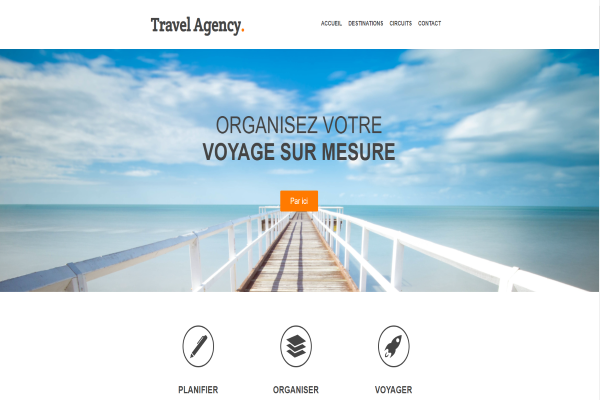 Travel Agency.
ACCUEIL DESTINATIONS CIRCUITS CONTACT
ORGANISEZ VOTRE
VOYAGE SUR MESURE
Par ici
PLANIFIER ORGANISER VOYAGER